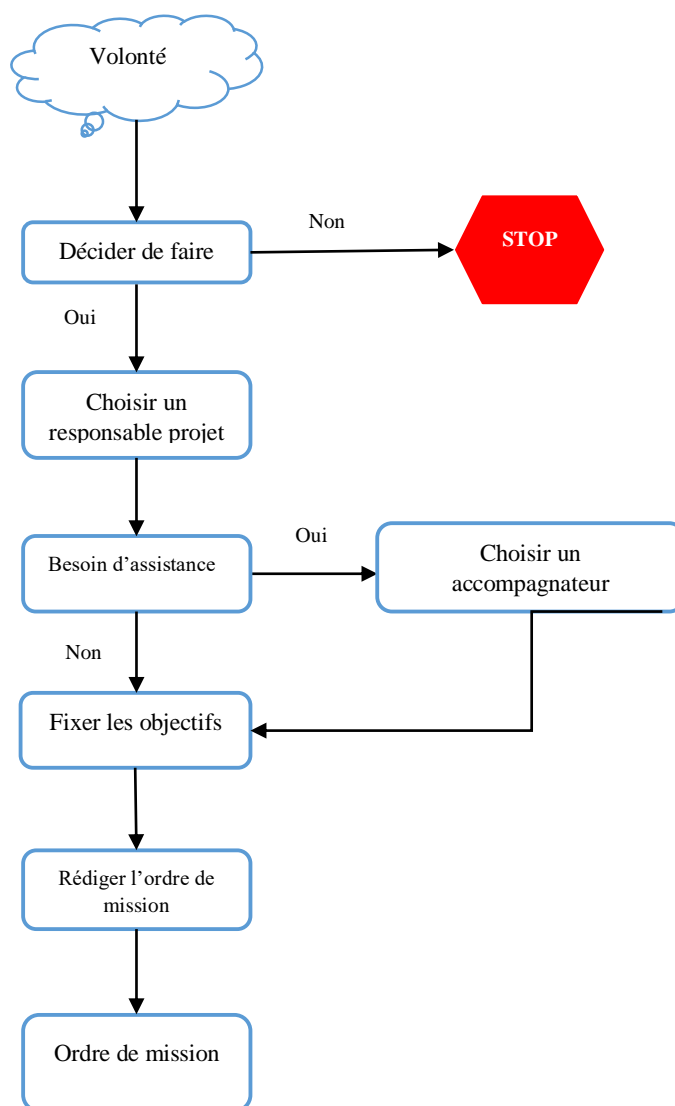 Volonté
Non
STOP
Décider de faire
Oui
Choisir un
responsable projet
Oui
Choisir un
accompagnateur
Besoin d’assistance
Non
Fixer les objectifs
Rédiger l’ordre de
mission
Ordre de mission